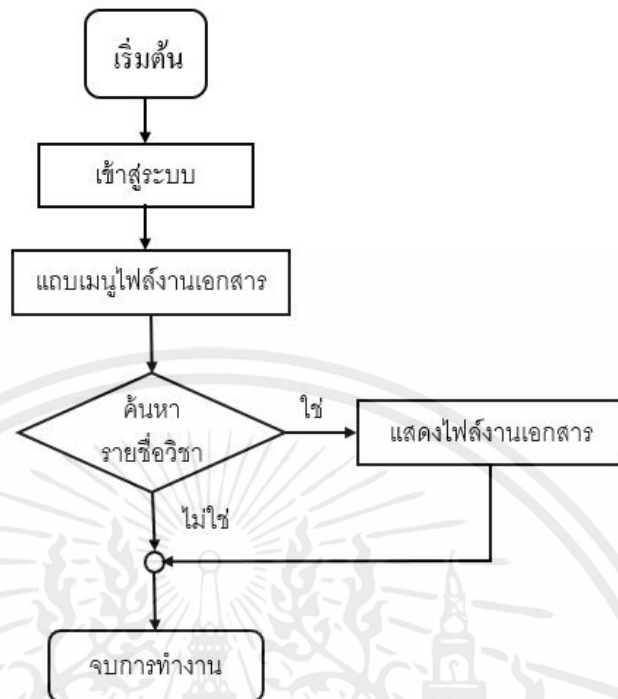 เริ่มต้น
เข้าสู่ระบบ
แถบเมนูไฟล์งานเอกสาร
ค้นหา
รายชื่อวิชา
ใช่
แสดงไฟล์งานเอกสาร
ไม่ใช่
จบการทำงาน